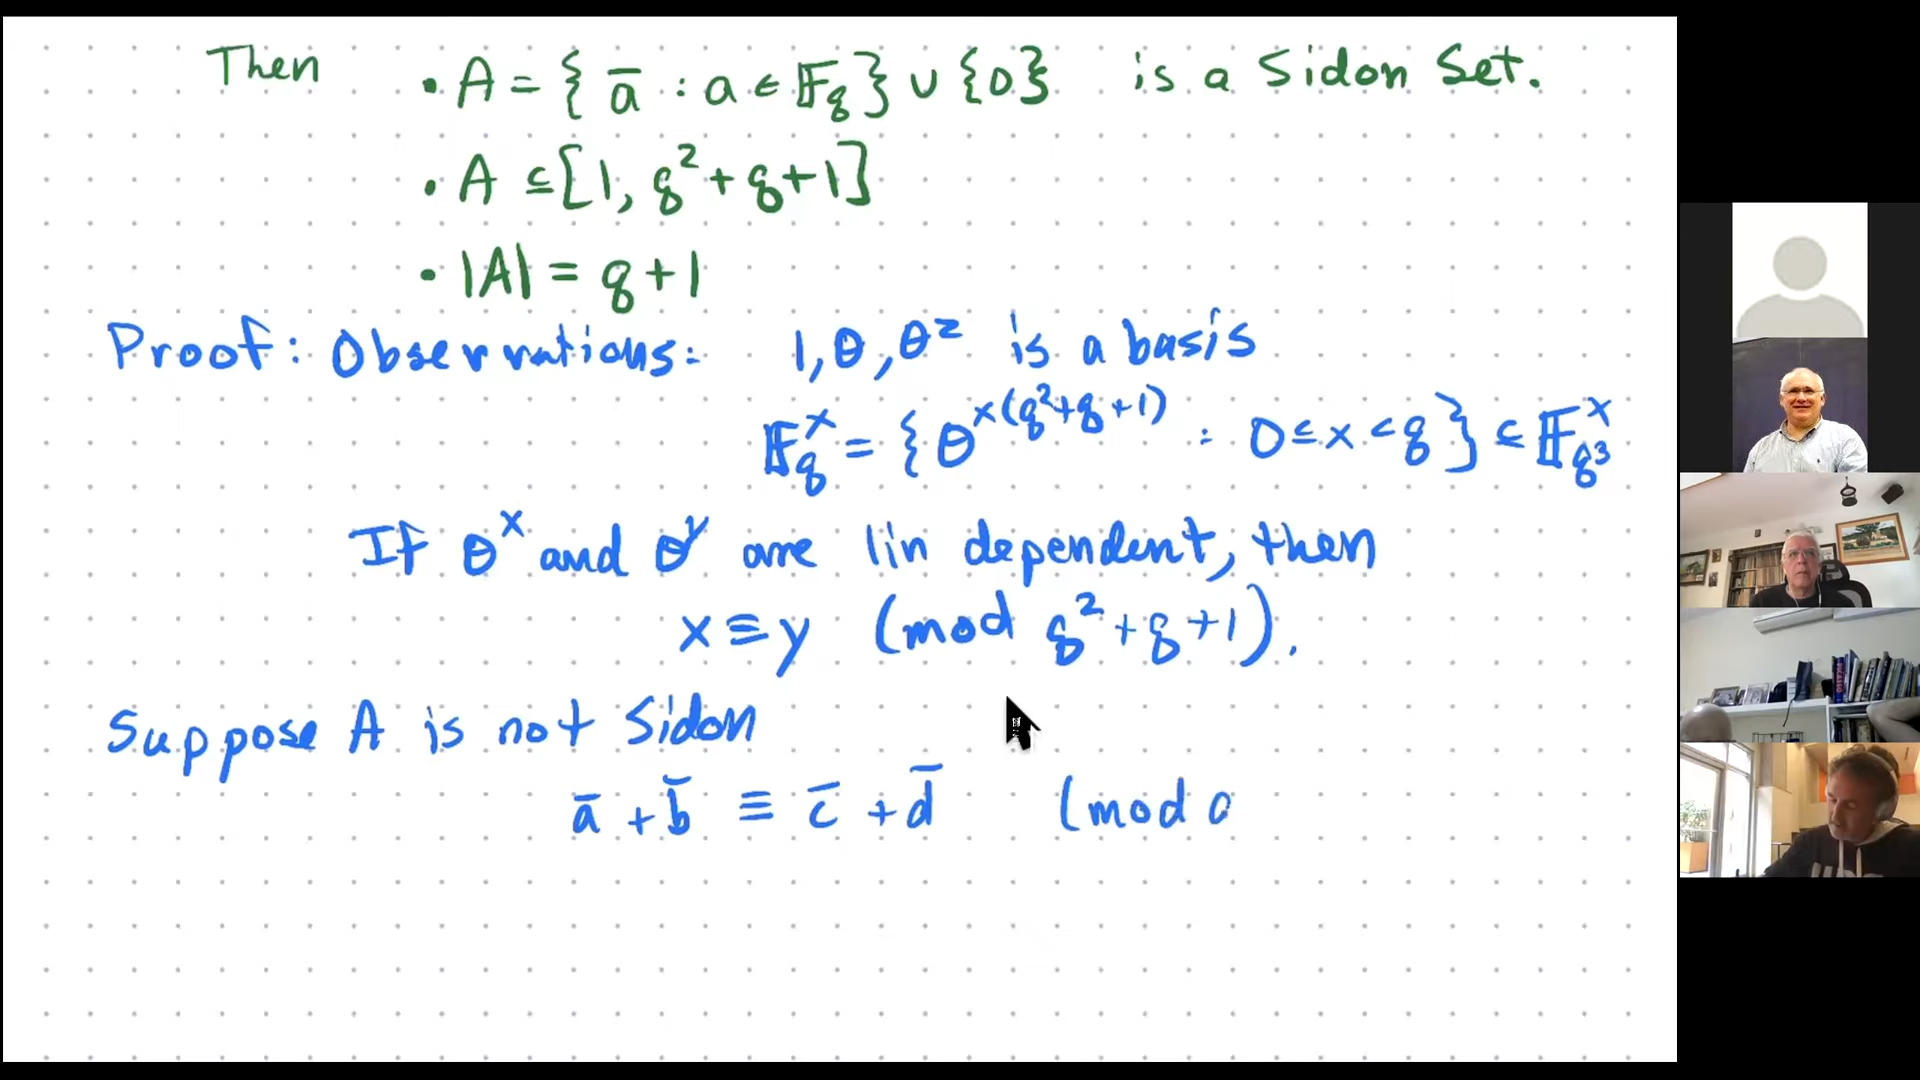 Then • A = { ā : a ∈ 𝔽_q } ∪ {0} is a Sidon Set.
• A ⊆ [1, q²+q+1]
• |A| = q+1
Proof: Observations: 1, θ, θ² is a basis
𝔽_q^× = { θ^{x(q²+q+1)} : 0 ≤ x < q } ⊆ 𝔽_{q³}^×
If θ^x and θ^y are lin dependent, then
x ≡ y (mod q²+q+1).
Suppose A is not Sidon
ā + b̄ ≡ c̄ + d̄ (mod